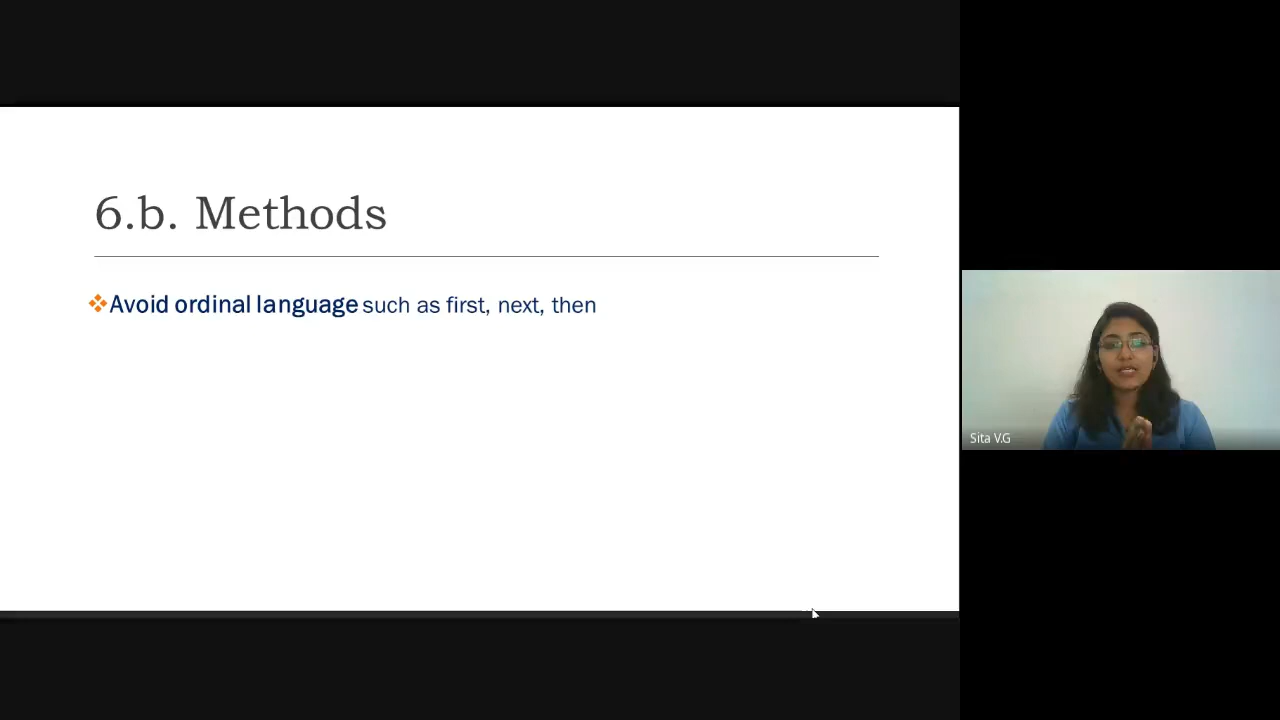 6.b. Methods
Avoid ordinal language such as first, next, then
Sita V.G